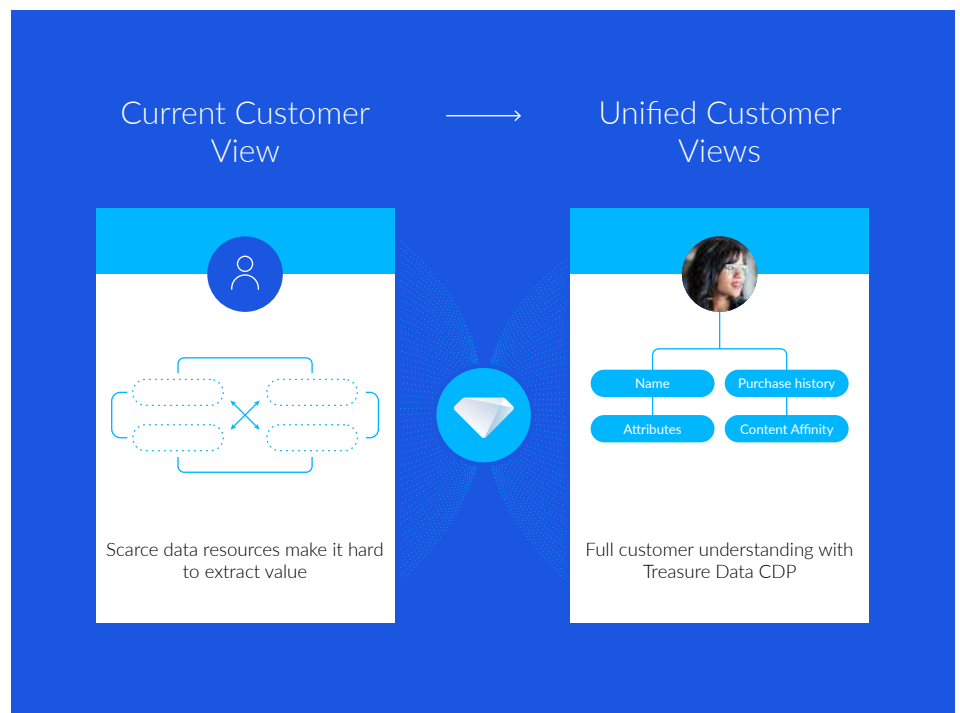 Current Customer
View
Unified Customer
Views
Scarce data resources make it hard
to extract value
Name
Purchase history
Attributes
Content Affinity
Full customer understanding with
Treasure Data CDP